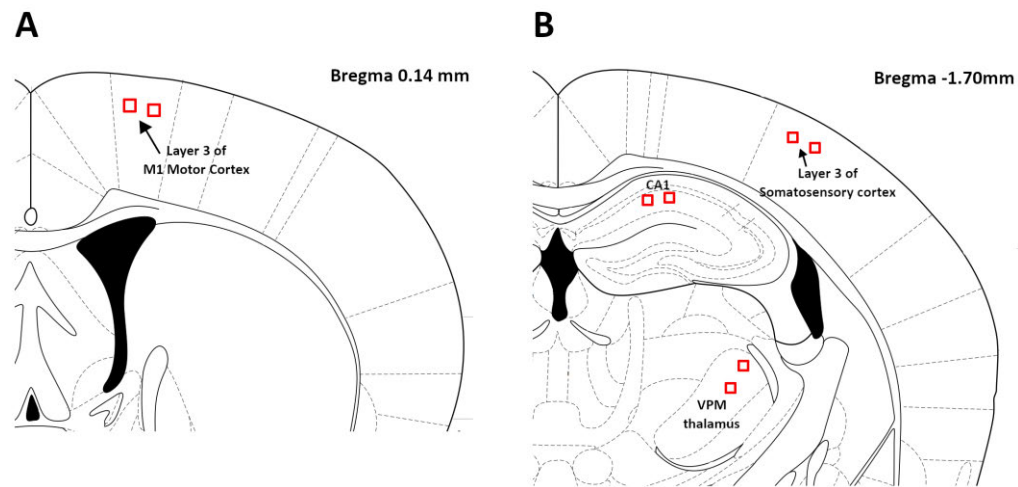 A
Bregma 0.14 mm
Layer 3 of
M1 Motor Cortex
B
Bregma -1.70mm
Layer 3 of
Somatosensory cortex
CA1
VPM
thalamus